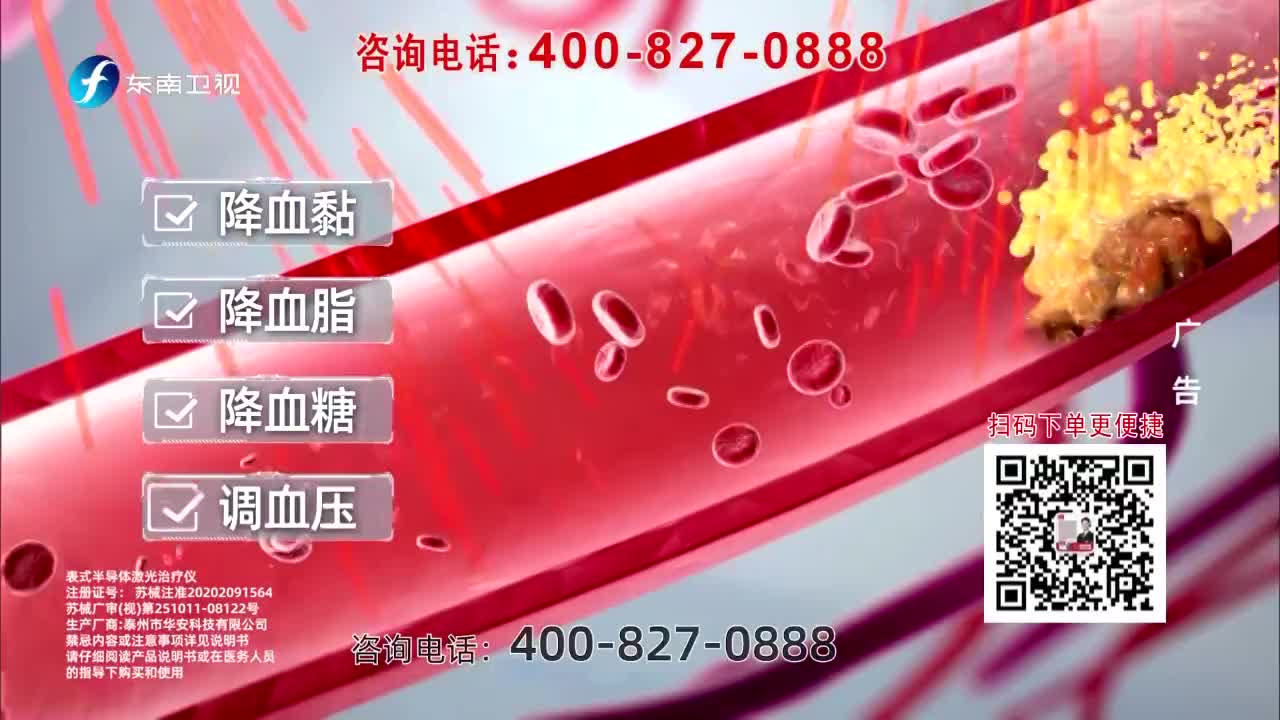 咨询电话:400-827-0888
东南卫视
降血黏
降血脂
降血糖
调血压
广告
扫码下单更便捷
表式半导体激光治疗仪
注册证号: 苏械注准20202091564
苏械广审(视)第251011-08122号
生产厂商:泰州市华安科技有限公司
禁忌内容或注意事项详见说明书
请仔细阅读产品说明书或在医务人员
的指导下购买和使用
咨询电话: 400-827-0888